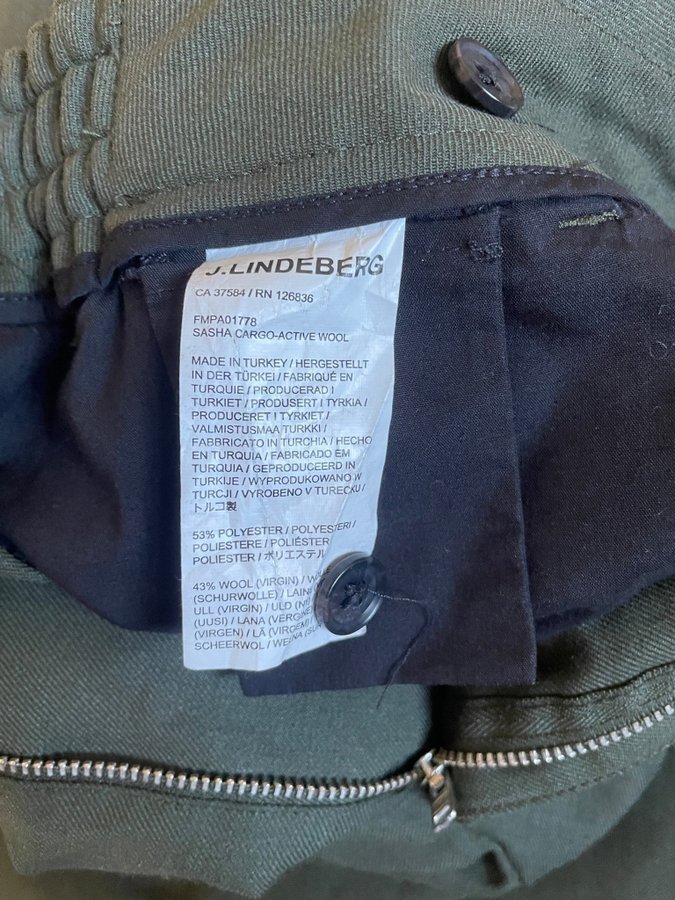 J.LINDEBERG
CA 37584 / RN 126836
FMPA01778
SASHA CARGO-ACTIVE WOOL
MADE IN TURKEY / HERGESTELLT
IN DER TÜRKEI / FABRIQUÉ EN
TURQUIE / PRODUCERAD I
TURKIET / PRODUSERT I TYRKIA /
PRODUCERET I TYRKIET /
VALMISTUSMAA TURKKI /
FABBRICATO IN TURCHIA / HECHO
EN TURQUIA / FABRICADO EM
TURQUIA / GEPRODUCEERD IN
TURKIJE / WYPRODUKOWANO W
TURCJI / VYROBENO V TURECKU /
トルコ製
53% POLYESTER / POLYESTERI /
POLIESTERE / POLIÉSTER /
POLIESTER / ポリエステル
43% WOOL (VIRGIN) /
(SCHURWOLLE) /
ULL (VIRGIN) / ULD
(UUSI) / LANA
(VIRGEN) / LÃ
SCHEERWOL /